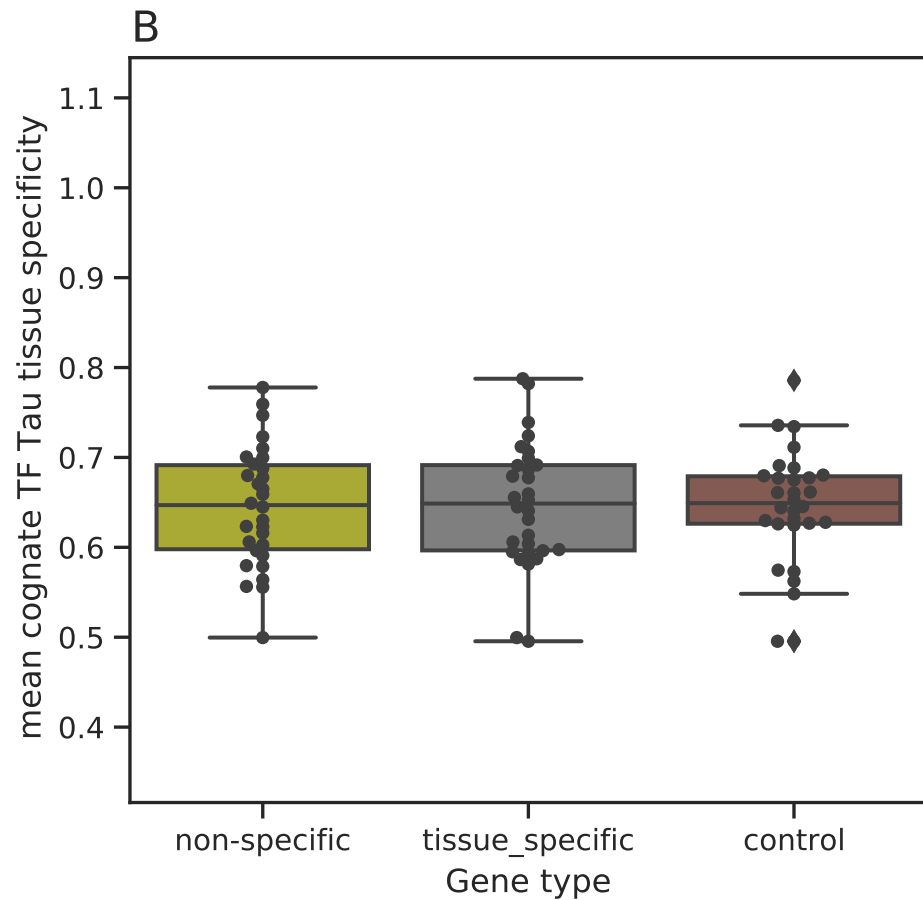 B
mean cognate TF Tau tissue specificity
1.1
1.0
0.9
0.8
0.7
0.6
0.5
0.4
non-specific
tissue_specific
control
Gene type